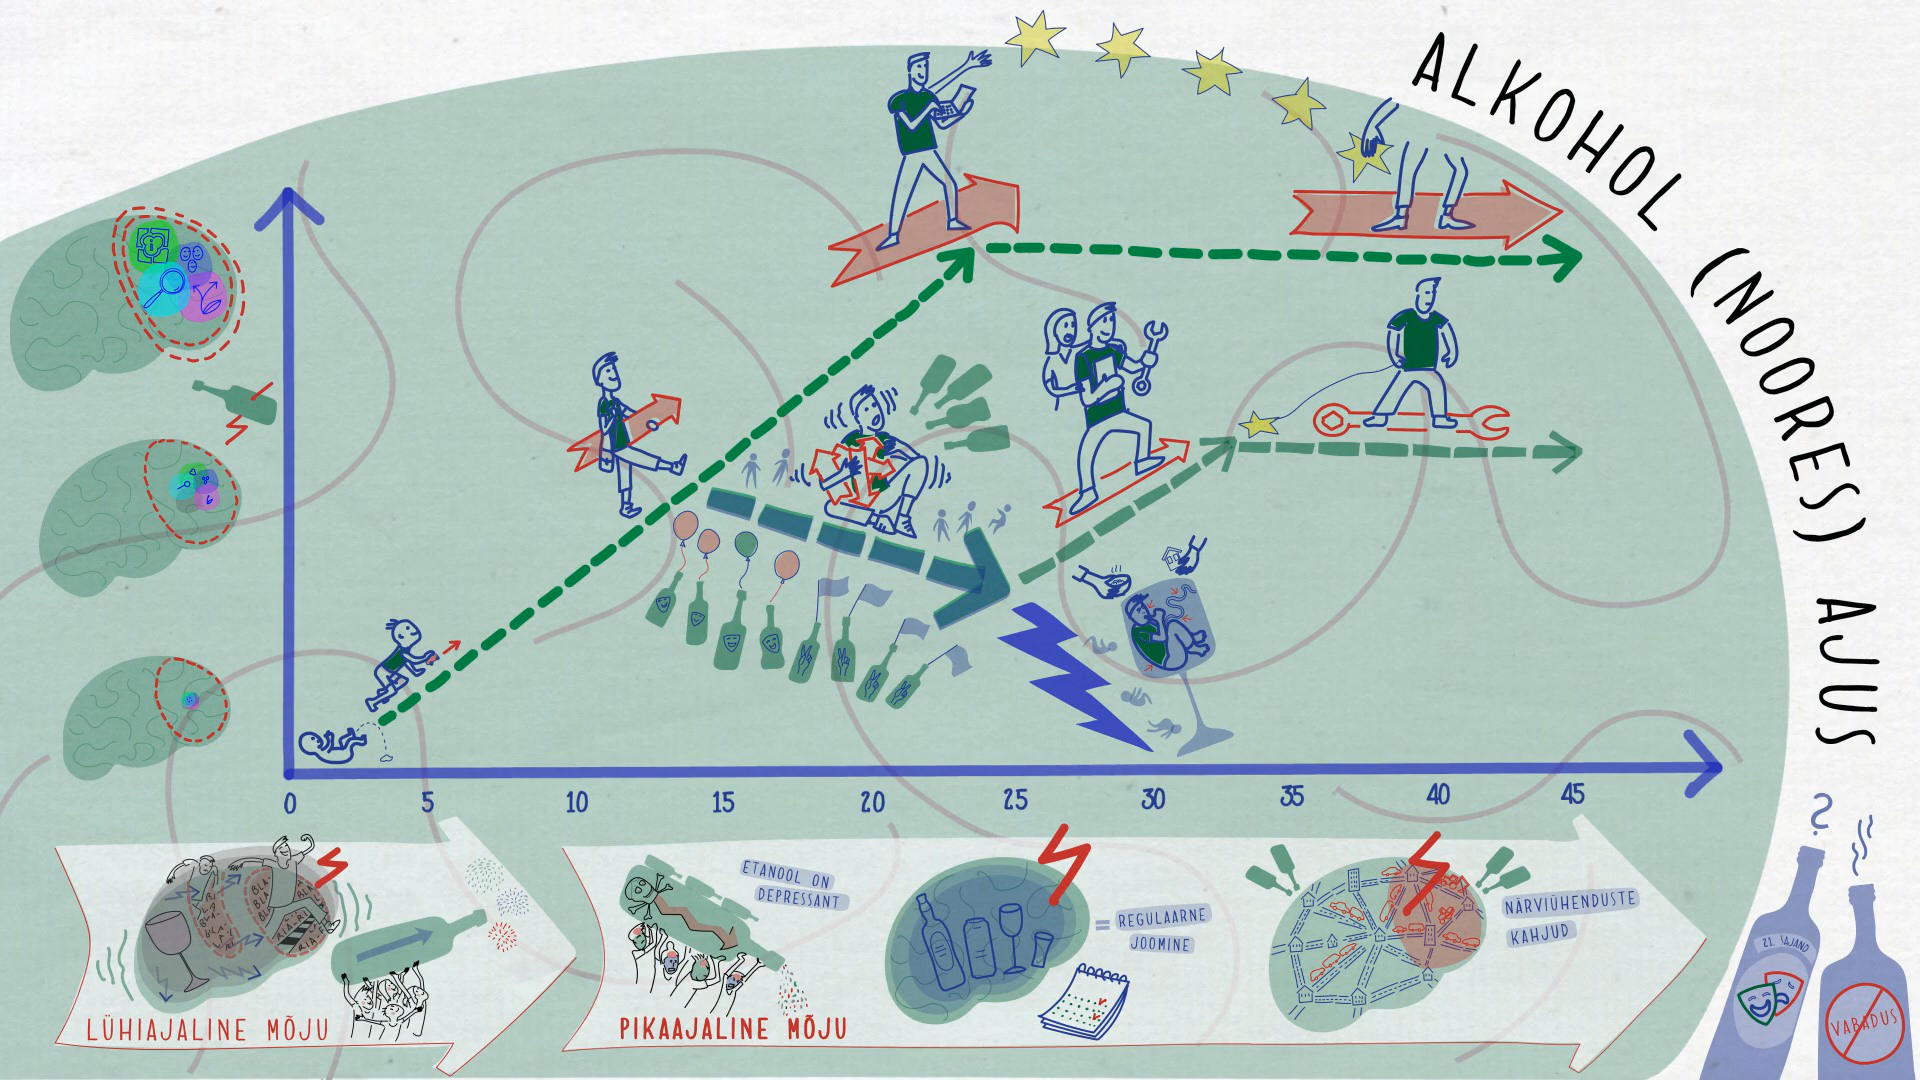 ALKOHOL (NOORES) AJUS
0 5 10 15 20 25 30 35 40 45
LÜHIAJALINE MÕJU
PIKAAJALINE MÕJU
ETANOOL ON
DEPRESSANT
= REGULAARNE
JOOMINE
NÄRVIÜHENDUSTE
KAHJUD
21. SAJAND
VABADUS
?